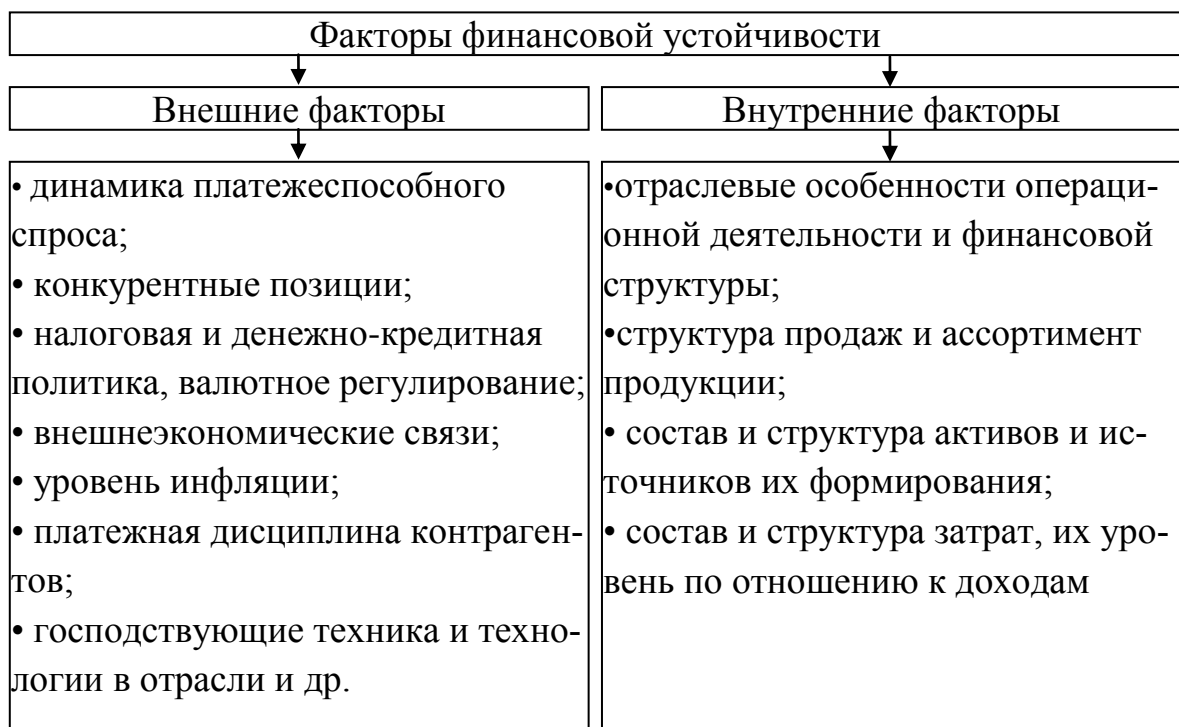 Факторы финансовой устойчивости
Внешние факторы
Внутренние факторы
• динамика платежеспособного
спроса;
• конкурентные позиции;
• налоговая и денежно-кредитная
политика, валютное регулирование;
• внешнеэкономические связи;
• уровень инфляции;
• платежная дисциплина контраген-
тов;
• господствующие техника и техно-
логии в отрасли и др.
•отраслевые особенности операци-
онной деятельности и финансовой
структуры;
•структура продаж и ассортимент
продукции;
• состав и структура активов и ис-
точников их формирования;
• состав и структура затрат, их уро-
вень по отношению к доходам